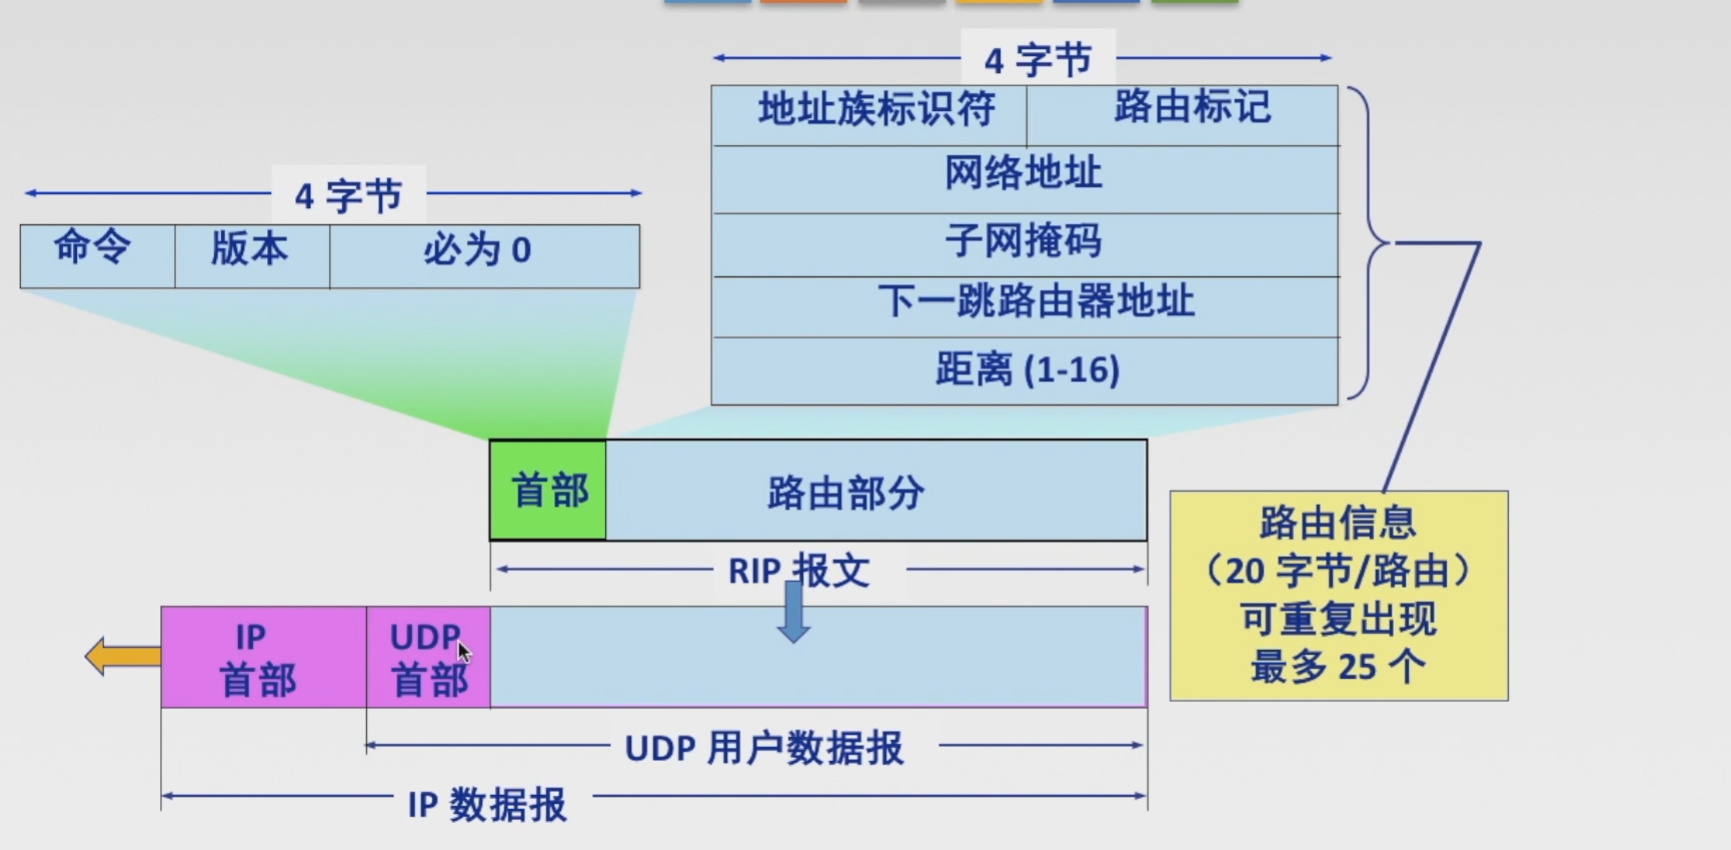 4 字节
地址族标识符
路由标记
网络地址
子网掩码
下一跳路由器地址
距离 (1-16)
4 字节
命令
版本
必为 0
首部
路由部分
RIP 报文
路由信息
（20 字节/路由）
可重复出现
最多 25 个
IP
首部
UDP
首部
UDP 用户数据报
IP 数据报